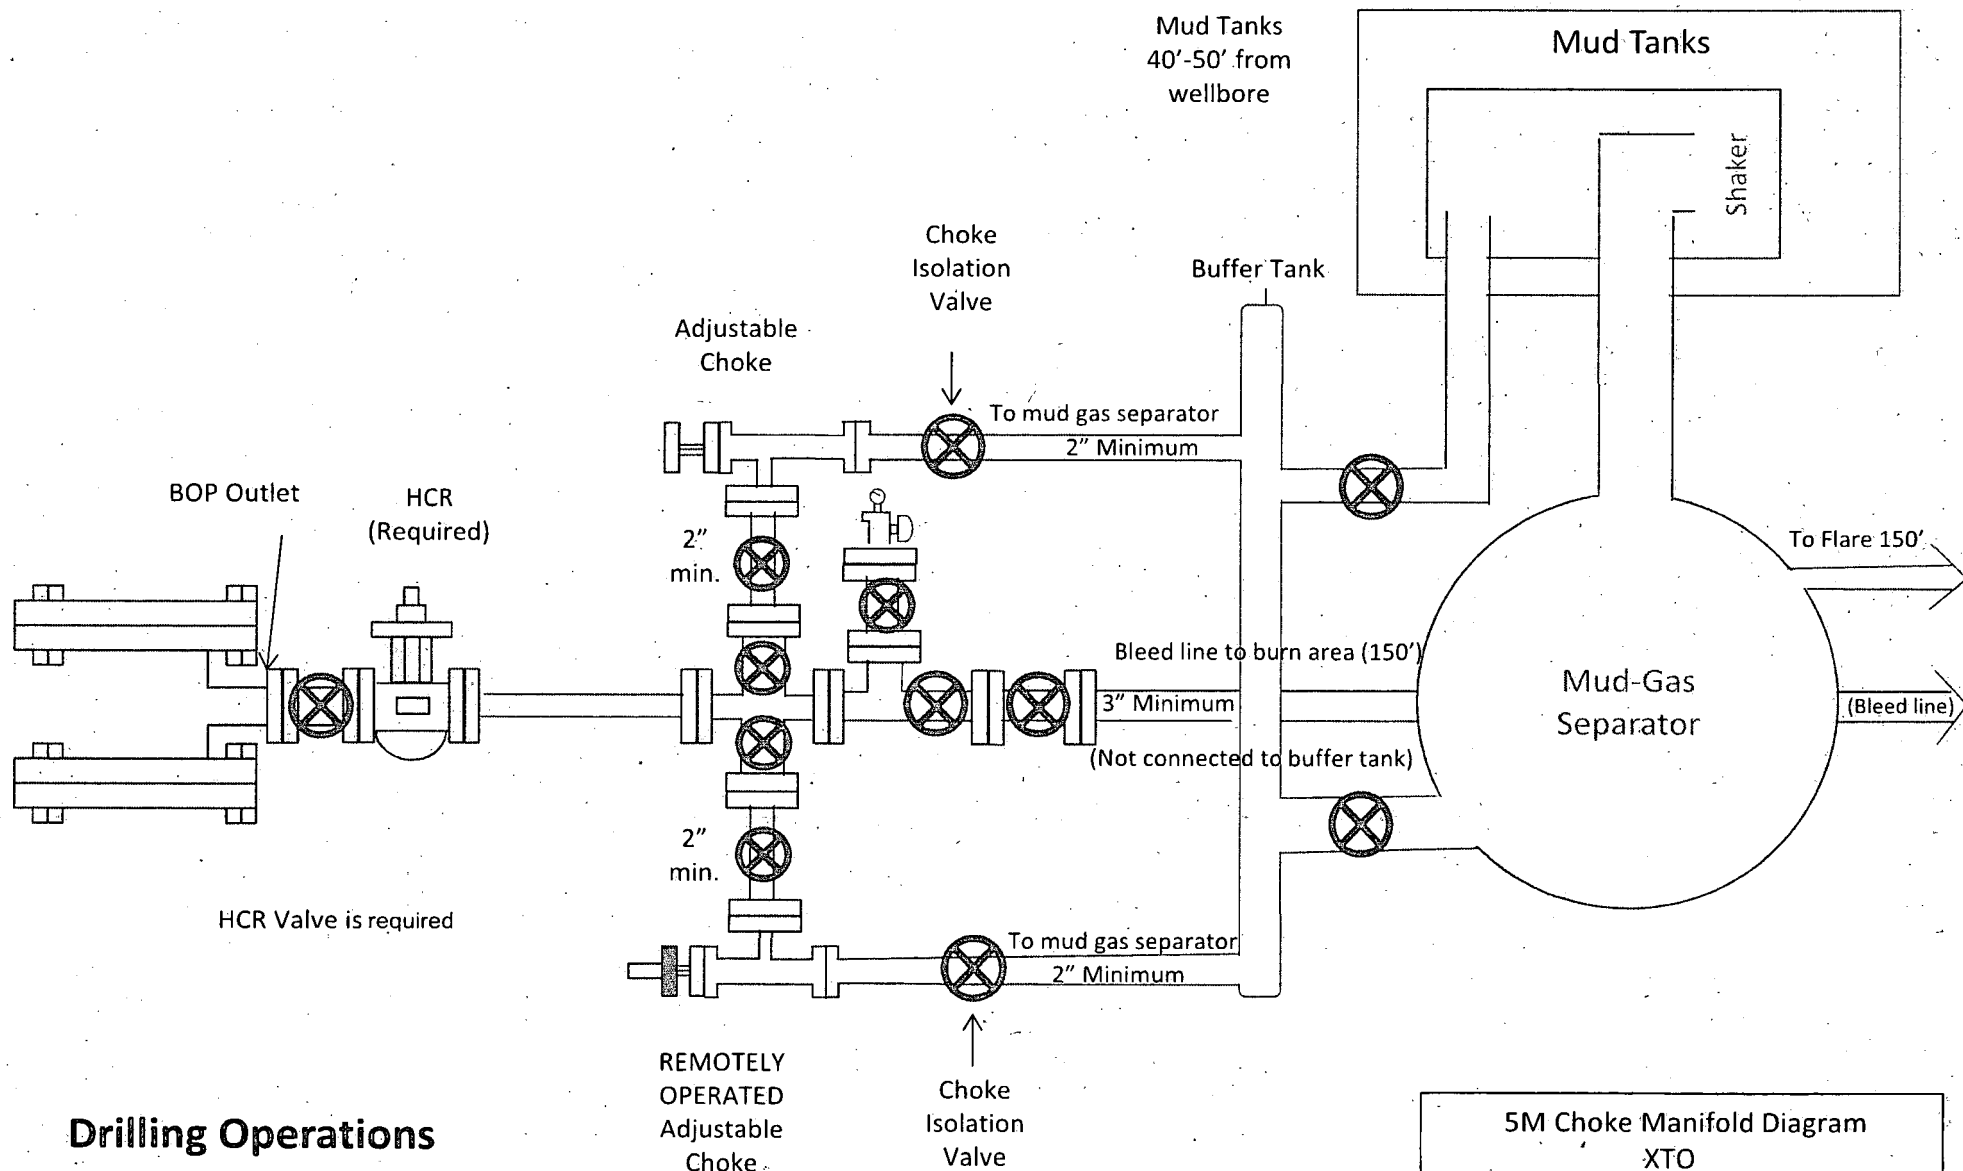 Mud Tanks
40'-50' from
wellbore
Mud Tanks
Shaker
Choke
Isolation
Valve
Buffer Tank
Adjustable
Choke
To mud gas separator
2" Minimum
BOP Outlet
HCR
(Required)
2"
min.
To Flare 150'
Bleed line to burn area (150')
3" Minimum
(Not connected to buffer tank)
Mud-Gas
Separator
(Bleed line)
2"
min.
HCR Valve is required
To mud gas separator
2" Minimum
REMOTELY
OPERATED
Adjustable
Choke
Choke
Isolation
Valve
Drilling Operations
5M Choke Manifold Diagram
XTO